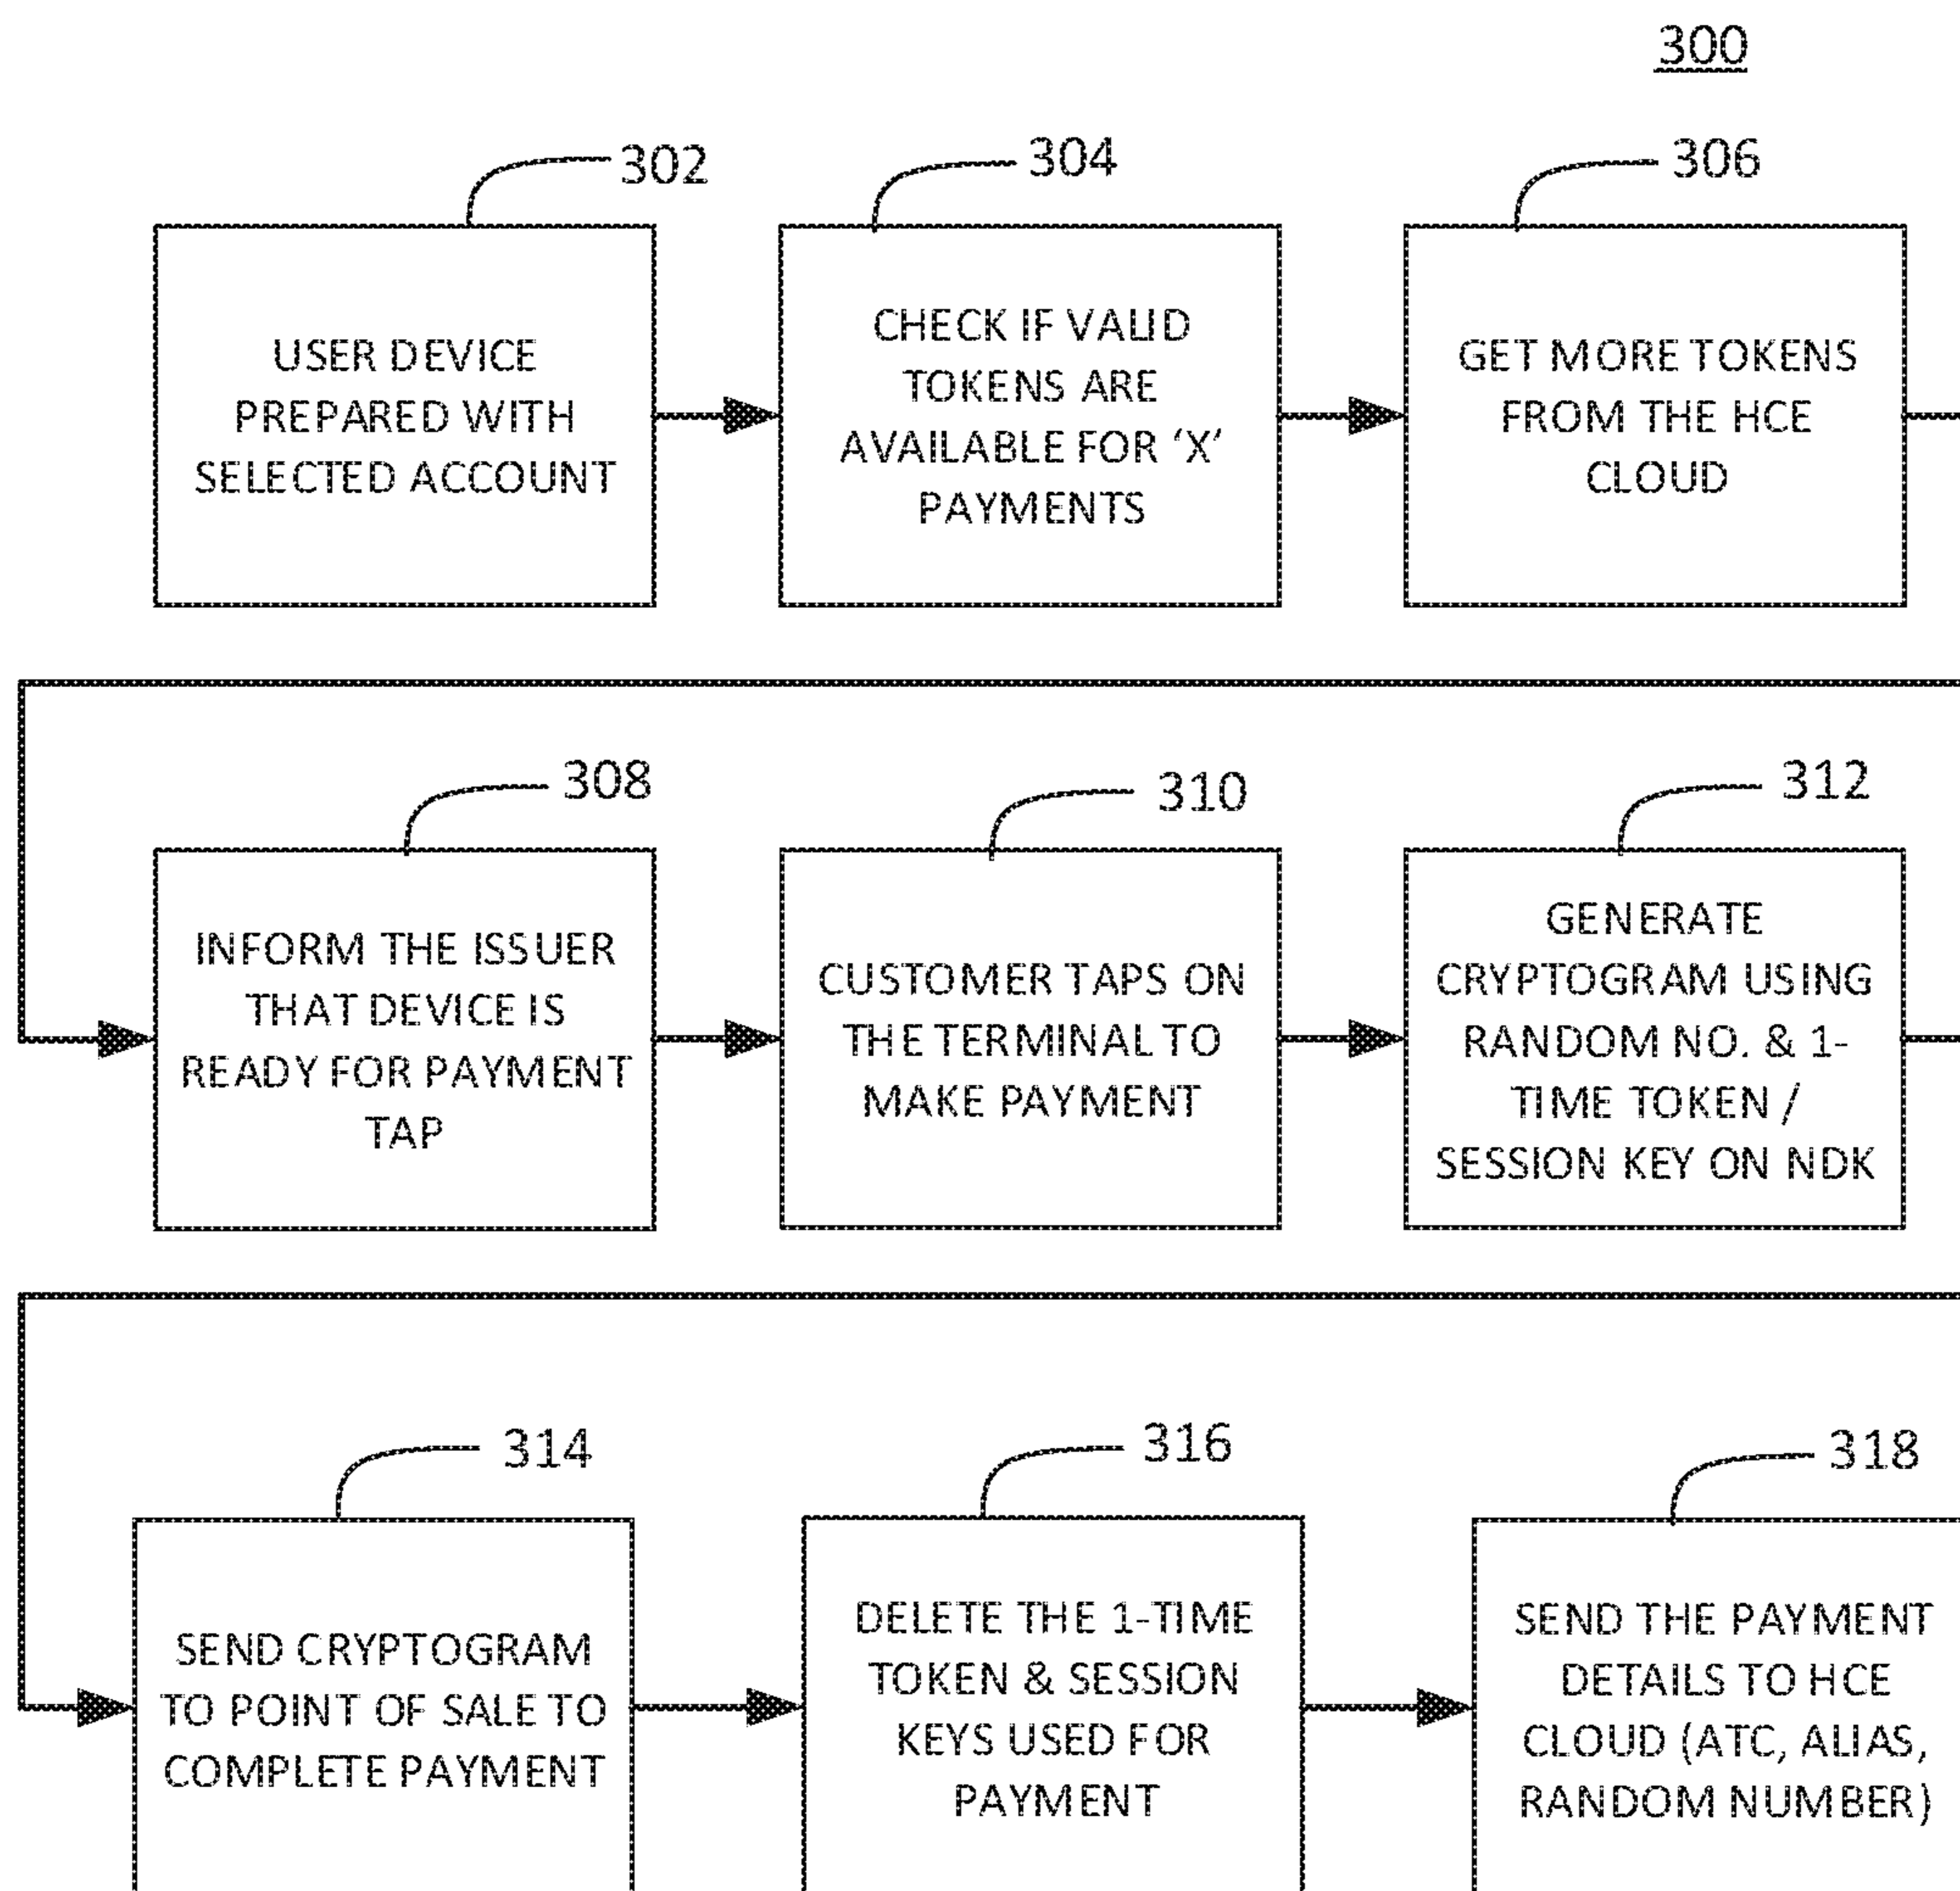 300
302
304
306
USER DEVICE
PREPARED WITH
SELECTED ACCOUNT
CHECK IF VALID
TOKENS ARE
AVAILABLE FOR ‘X’
PAYMENTS
GET MORE TOKENS
FROM THE HCE
CLOUD
308
310
312
INFORM THE ISSUER
THAT DEVICE IS
READY FOR PAYMENT
TAP
CUSTOMER TAPS ON
THE TERMINAL TO
MAKE PAYMENT
GENERATE
CRYPTOGRAM USING
RANDOM NO. & 1-
TIME TOKEN /
SESSION KEY ON NDK
314
316
318
SEND CRYPTOGRAM
TO POINT OF SALE TO
COMPLETE PAYMENT
DELETE THE 1-TIME
TOKEN & SESSION
KEYS USED FOR
PAYMENT
SEND THE PAYMENT
DETAILS TO HCE
CLOUD (ATC, ALIAS,
RANDOM NUMBER)